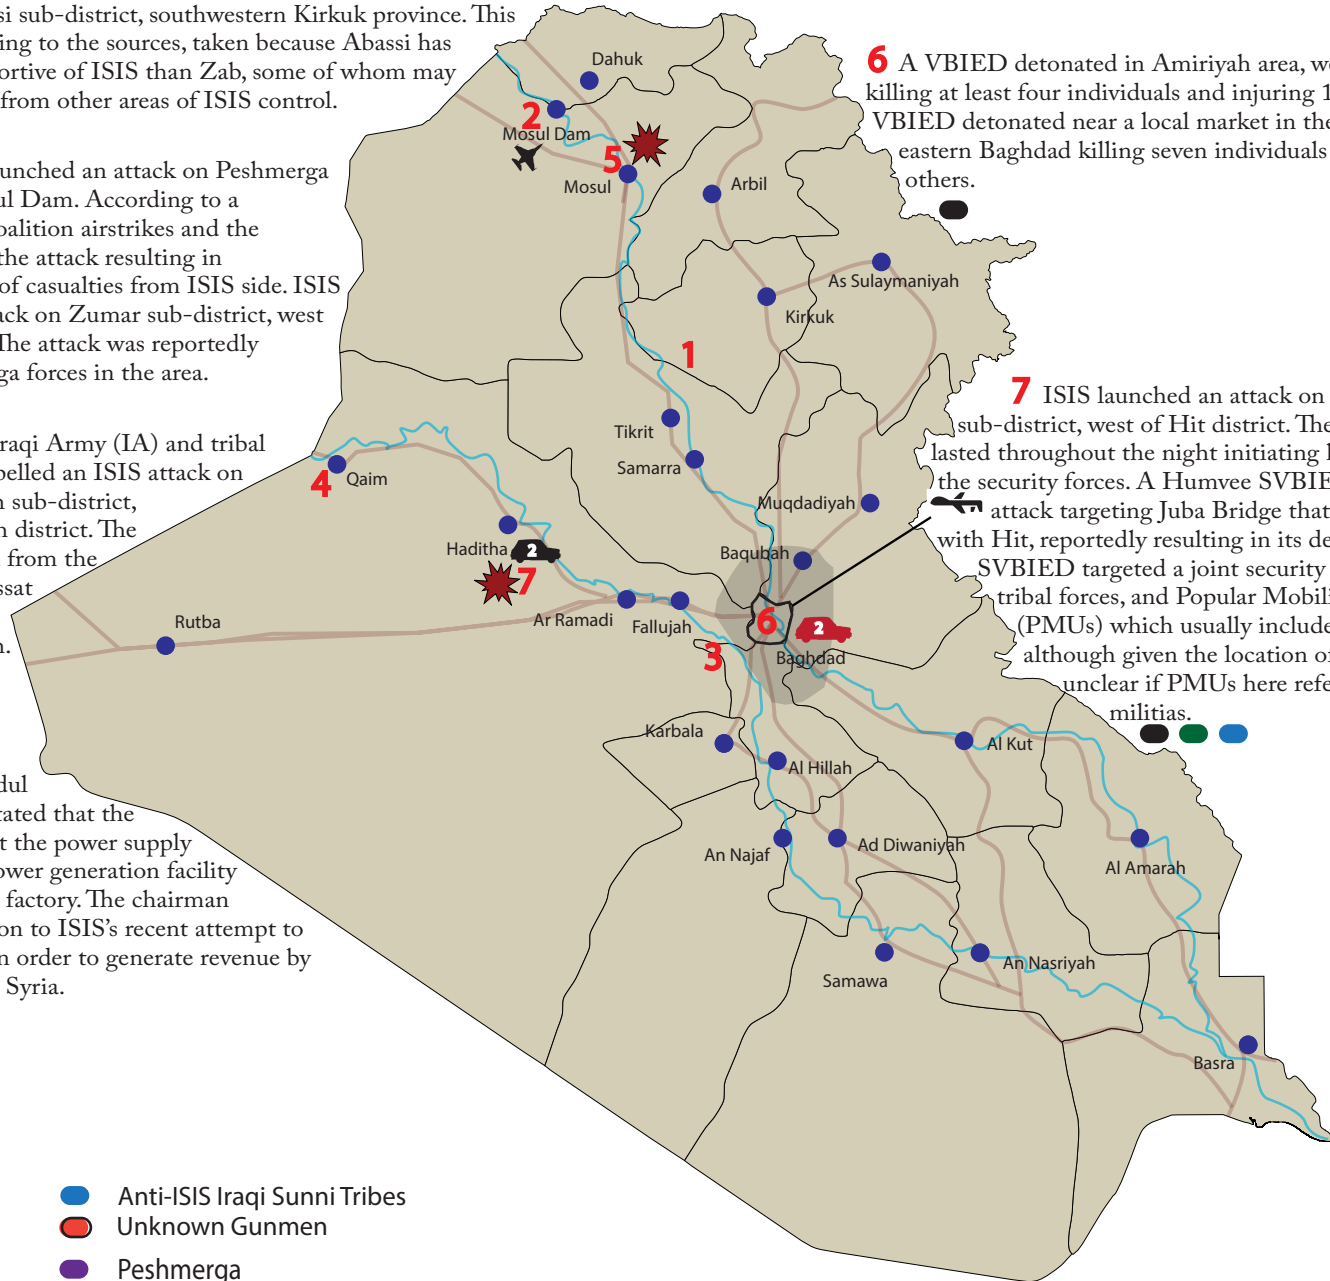 si sub-district, southwestern Kirkuk province. This
ing to the sources, taken because Abassi has
ortive of ISIS than Zab, some of whom may
from other areas of ISIS control.
unched an attack on Peshmerga
ul Dam. According to a
oalition airstrikes and the
the attack resulting in
of casualties from ISIS side. ISIS
ack on Zumar sub-district, west
The attack was reportedly
ga forces in the area.
raqi Army (IA) and tribal
pelled an ISIS attack on
n sub-district,
n district. The
from the
ssat
n.
dul
tated that the
t the power supply
ower generation facility
factory. The chairman
on to ISIS's recent attempt to
n order to generate revenue by
Syria.
6 A VBIED detonated in Amiriyah area, we
killing at least four individuals and injuring 1
VBIED detonated near a local market in the
eastern Baghdad killing seven individuals
others.
7 ISIS launched an attack on
sub-district, west of Hit district. The
lasted throughout the night initiating
the security forces. A Humvee SVBIE
attack targeting Juba Bridge that
with Hit, reportedly resulting in its de
SVBIED targeted a joint security
tribal forces, and Popular Mobili
(PMUs) which usually include
although given the location o
unclear if PMUs here refe
militias.
Dahuk
2
Mosul Dam
5
Mosul
Arbil
As Sulaymaniyah
Kirkuk
1
Tikrit
Samarra
4
Qaim
Muqdadiyah
Haditha
2
7
Baqubah
Rutba
Ar Ramadi
Fallujah
6
2
3
Baghdad
Karbala
Al Kut
Al Hillah
An Najaf
Ad Diwaniyah
Al Amarah
Samawa
An Nasriyah
Basra
Anti-ISIS Iraqi Sunni Tribes
Unknown Gunmen
Peshmerga